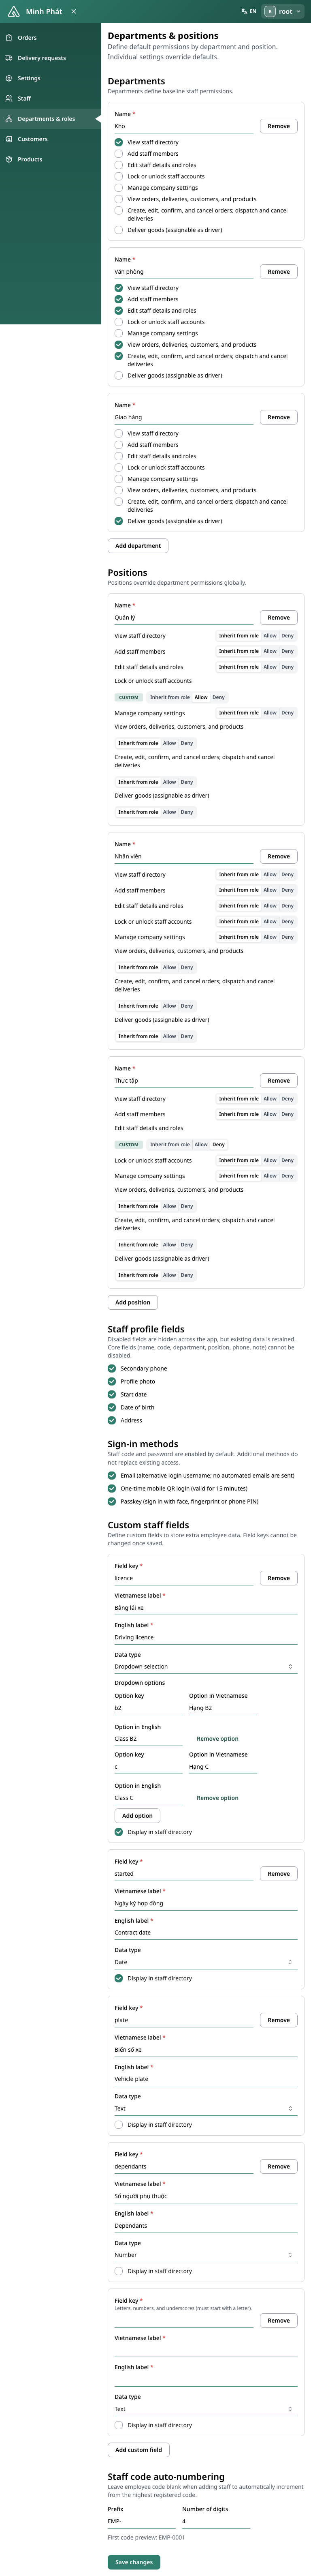 Minh Phát
EN
R
root
Orders
Delivery requests
Settings
Staff
Departments & roles
Customers
Products
Departments & positions
Define default permissions by department and position.
Individual settings override defaults.
Departments
Departments define baseline staff permissions.
Name *
Kho
Remove
View staff directory
Add staff members
Edit staff details and roles
Lock or unlock staff accounts
Manage company settings
View orders, deliveries, customers, and products
Create, edit, confirm, and cancel orders; dispatch and cancel
deliveries
Deliver goods (assignable as driver)
Name *
Văn phòng
Remove
View staff directory
Add staff members
Edit staff details and roles
Lock or unlock staff accounts
Manage company settings
View orders, deliveries, customers, and products
Create, edit, confirm, and cancel orders; dispatch and cancel
deliveries
Deliver goods (assignable as driver)
Name *
Giao hàng
Remove
View staff directory
Add staff members
Edit staff details and roles
Lock or unlock staff accounts
Manage company settings
View orders, deliveries, customers, and products
Create, edit, confirm, and cancel orders; dispatch and cancel
deliveries
Deliver goods (assignable as driver)
Add department
Positions
Positions override department permissions globally.
Name *
Quản lý
Remove
View staff directory Inherit from role Allow Deny
Add staff members Inherit from role Allow Deny
Edit staff details and roles Inherit from role Allow Deny
Lock or unlock staff accounts
CUSTOM Inherit from role Allow Deny
Manage company settings Inherit from role Allow Deny
View orders, deliveries, customers, and products
Inherit from role Allow Deny
Create, edit, confirm, and cancel orders; dispatch and cancel
deliveries
Inherit from role Allow Deny
Deliver goods (assignable as driver)
Inherit from role Allow Deny
Name *
Nhân viên
Remove
View staff directory Inherit from role Allow Deny
Add staff members Inherit from role Allow Deny
Edit staff details and roles Inherit from role Allow Deny
Lock or unlock staff accounts Inherit from role Allow Deny
Manage company settings Inherit from role Allow Deny
View orders, deliveries, customers, and products
Inherit from role Allow Deny
Create, edit, confirm, and cancel orders; dispatch and cancel
deliveries
Inherit from role Allow Deny
Deliver goods (assignable as driver)
Inherit from role Allow Deny
Name *
Thực tập
Remove
View staff directory Inherit from role Allow Deny
Add staff members Inherit from role Allow Deny
Edit staff details and roles
CUSTOM Inherit from role Allow Deny
Lock or unlock staff accounts Inherit from role Allow Deny
Manage company settings Inherit from role Allow Deny
View orders, deliveries, customers, and products
Inherit from role Allow Deny
Create, edit, confirm, and cancel orders; dispatch and cancel
deliveries
Inherit from role Allow Deny
Deliver goods (assignable as driver)
Inherit from role Allow Deny
Add position
Staff profile fields
Disabled fields are hidden across the app, but existing data is retained.
Core fields (name, code, department, position, phone, note) cannot be
disabled.
Secondary phone
Profile photo
Start date
Date of birth
Address
Sign-in methods
Staff code and password are enabled by default. Additional methods do
not replace existing access.
Email (alternative login username; no automated emails are sent)
One-time mobile QR login (valid for 15 minutes)
Passkey (sign in with face, fingerprint or phone PIN)
Custom staff fields
Define custom fields to store extra employee data. Field keys cannot be
changed once saved.
Field key *
licence
Remove
Vietnamese label *
Bằng lái xe
English label *
Driving licence
Data type
Dropdown selection
Dropdown options
Option key Option in Vietnamese
b2 Hạng B2
Option in English
Class B2 Remove option
Option key Option in Vietnamese
c Hạng C
Option in English
Class C Remove option
Add option
Display in staff directory
Field key *
started
Remove
Vietnamese label *
Ngày ký hợp đồng
English label *
Contract date
Data type
Date
Display in staff directory
Field key *
plate
Remove
Vietnamese label *
Biển số xe
English label *
Vehicle plate
Data type
Text
Display in staff directory
Field key *
dependants
Remove
Vietnamese label *
Số người phụ thuộc
English label *
Dependants
Data type
Number
Display in staff directory
Field key *
Letters, numbers, and underscores (must start with a letter).
Remove
Vietnamese label *
English label *
Data type
Text
Display in staff directory
Add custom field
Staff code auto-numbering
Leave employee code blank when adding staff to automatically increment
from the highest registered code.
Prefix Number of digits
EMP- 4
First code preview: EMP-0001
Save changes